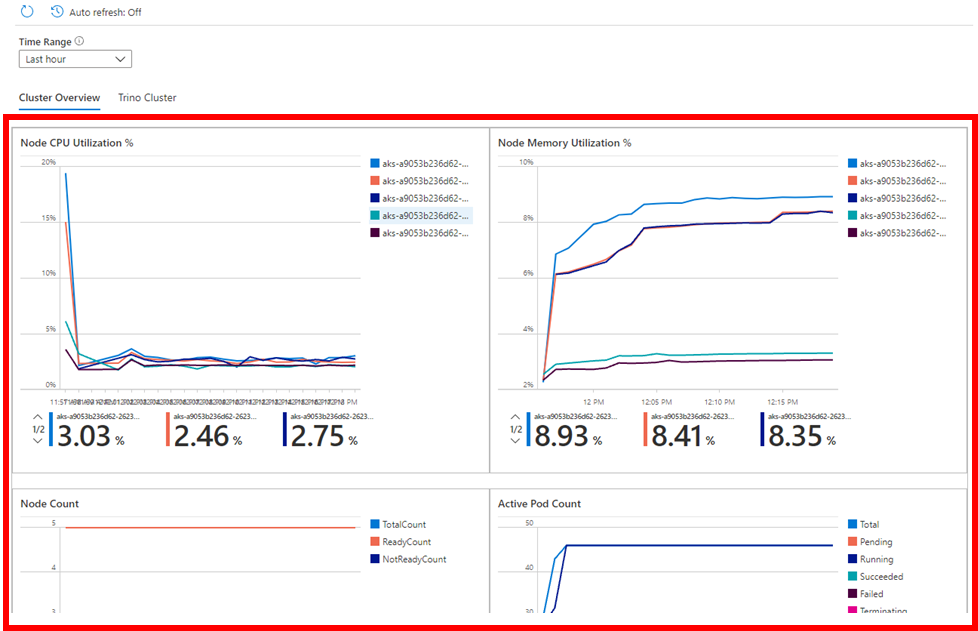 Auto refresh: Off
Time Range
Last hour
Cluster Overview Trino Cluster
Node CPU Utilization %
20%
15%
10%
5%
0%
aks-a9053b236d62-...
aks-a9053b236d62-...
aks-a9053b236d62-...
aks-a9053b236d62-...
aks-a9053b236d62-...
1/2
aks-a9053b236d62-2623...
3.03 %
aks-a9053b236d62-2623...
2.46 %
aks-a9053b236d62-2623...
2.75 %
Node Memory Utilization %
10%
8%
6%
4%
2%
12 PM 12:05 PM 12:10 PM 12:15 PM
aks-a9053b236d62-...
aks-a9053b236d62-...
aks-a9053b236d62-...
aks-a9053b236d62-...
aks-a9053b236d62-...
1/2
aks-a9053b236d62-2623...
8.93 %
aks-a9053b236d62-2623...
8.41 %
aks-a9053b236d62-2623...
8.35 %
Node Count
5
4
3
TotalCount
ReadyCount
NotReadyCount
Active Pod Count
50
40
30
Total
Pending
Running
Succeeded
Failed
Terminating